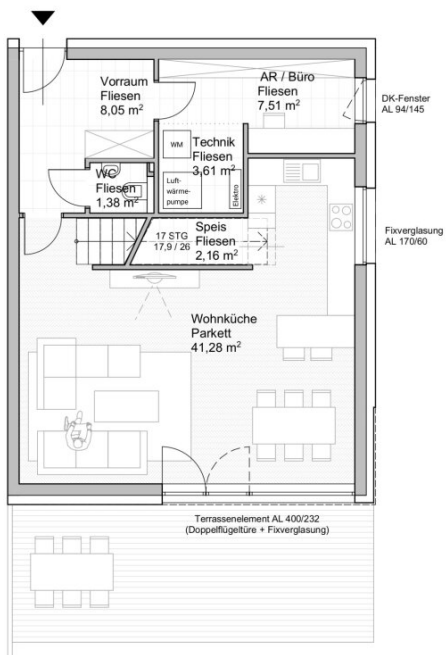 Vorraum
Fliesen
8,05 m²
AR / Büro
Fliesen
7,51 m²
DK-Fenster
AL 94/145
WM
Technik
Fliesen
3,61 m²
WC
Fliesen
1,38 m²
Luft-
wärme-
pumpe
Elektro
Fixverglasung
AL 170/60
17 STG
17,9 / 26
Speis
Fliesen
2,16 m²
Wohnküche
Parkett
41,28 m²
Terrassenelement AL 400/232
(Doppelflügeltüre + Fixverglasung)